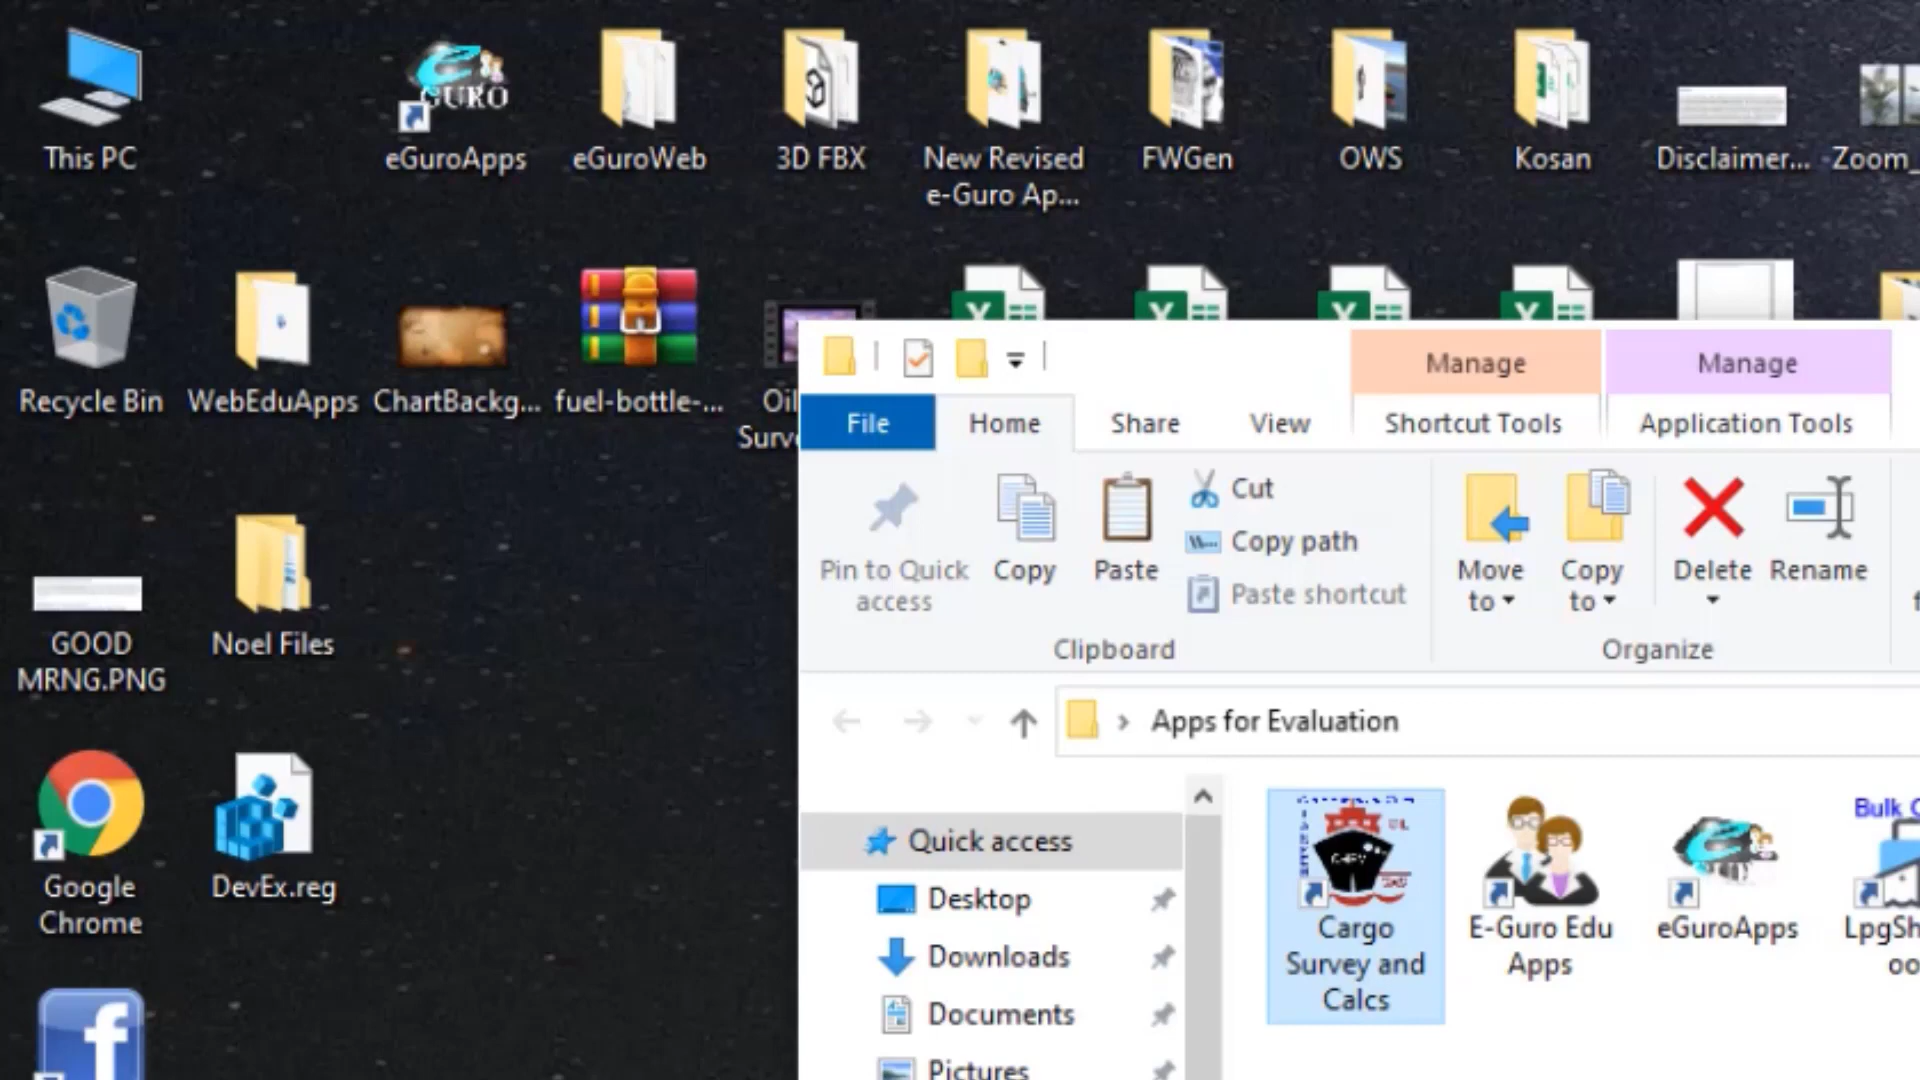 GURO
This PC
eGuroApps
eGuroWeb
3D FBX
New Revised
e-Guro Ap...
FWGen
OWS
Kosan
Disclaimer...
Zoom_
Recycle Bin
WebEduApps
ChartBackg...
fuel-bottle-...
Oil
Surve
Manage
Manage
File
Home
Share
View
Shortcut Tools
Application Tools
Pin to Quick
access
Copy
Paste
Cut
Copy path
Paste shortcut
Move
to
Copy
to
Delete
Rename
Clipboard
Organize
GOOD
MRNG.PNG
Noel Files
Apps for Evaluation
Quick access
Desktop
Downloads
Documents
Pictures
Google
Chrome
DevEx.reg
Cargo
Survey and
Calcs
E-Guro Edu
Apps
eGuroApps
Bulk C
LpgSh
oo